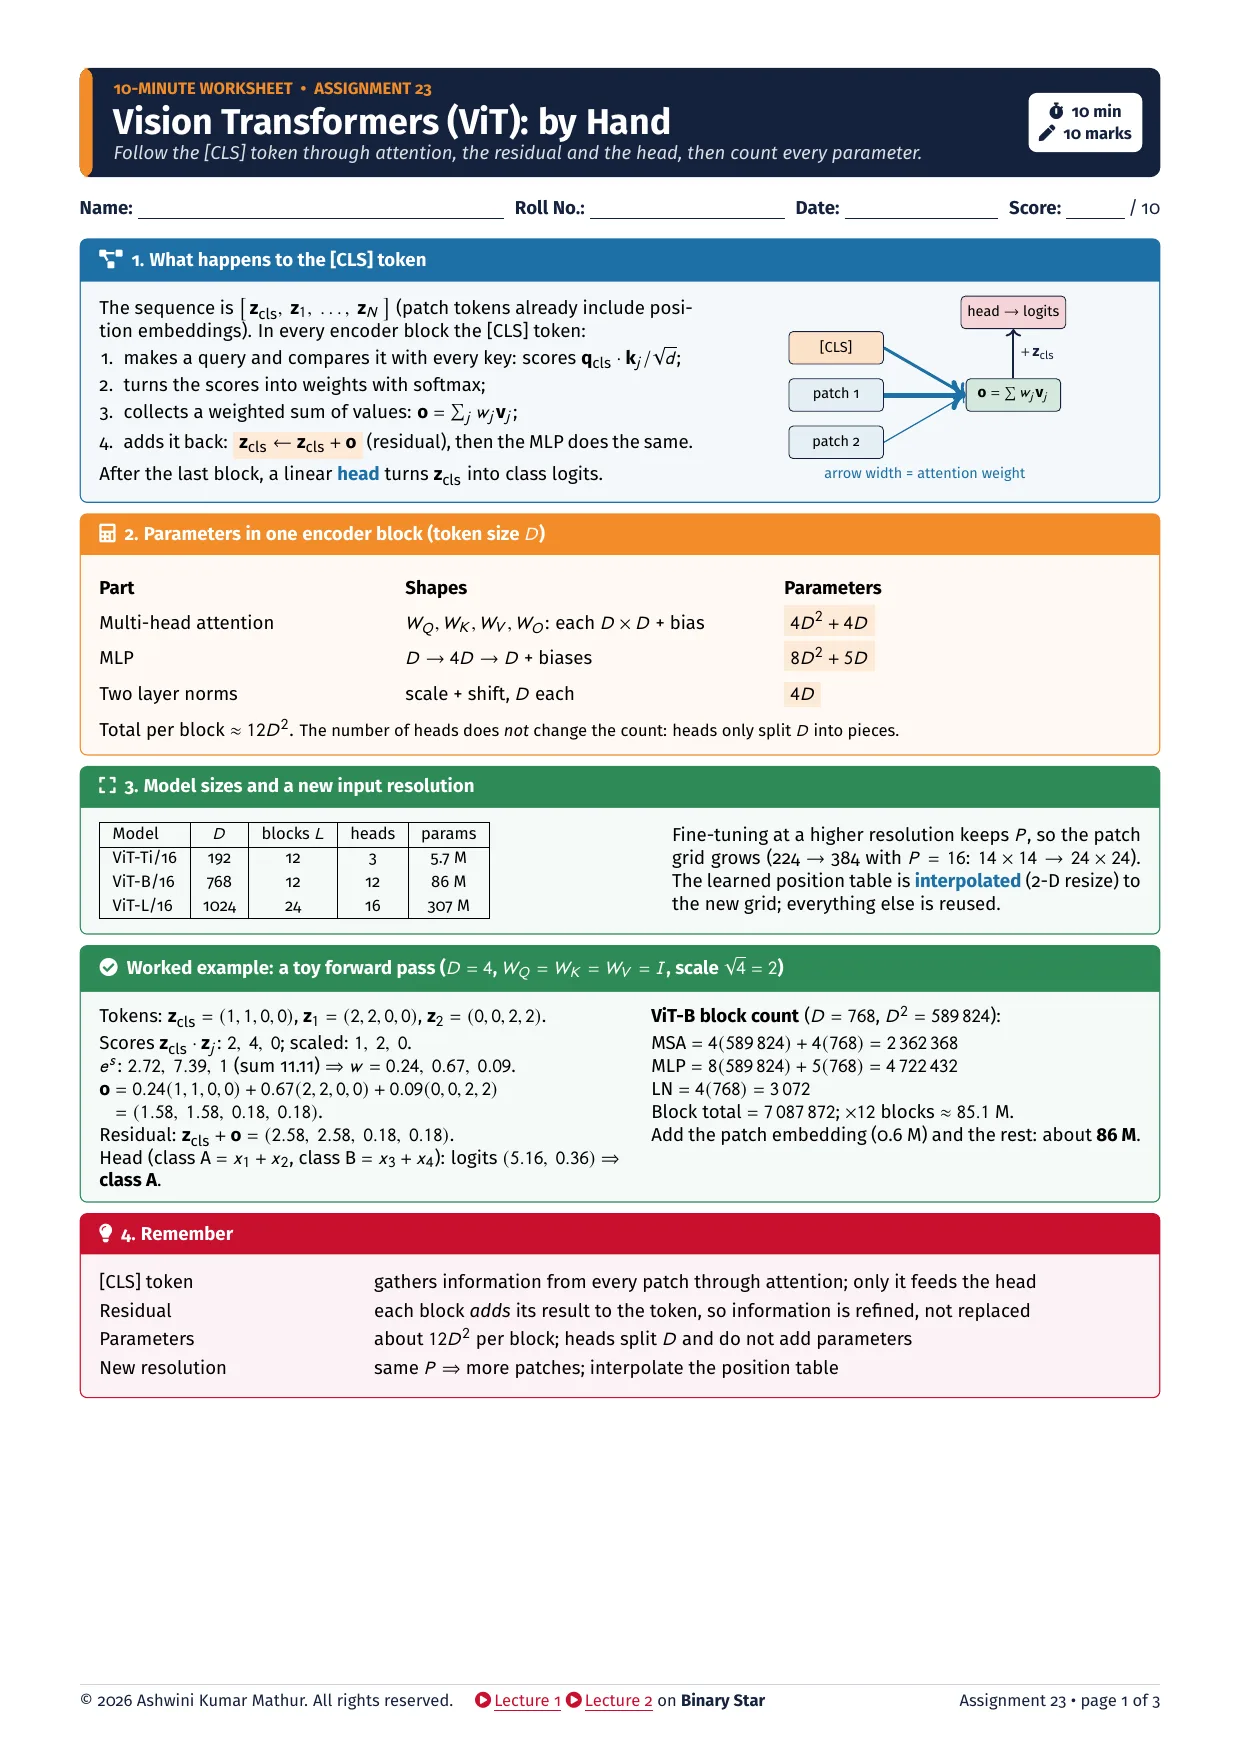 10-MINUTE WORKSHEET • ASSIGNMENT 23
Vision Transformers (ViT): by Hand
Follow the [CLS] token through attention, the residual and the head, then count every parameter.
10 min
10 marks
Name: Roll No.: Date: Score: / 10
1. What happens to the [CLS] token
The sequence is [z_cls, z_1, ..., z_N] (patch tokens already include posi-
tion embeddings). In every encoder block the [CLS] token:
1. makes a query and compares it with every key: scores q_cls · k_j/√d;
2. turns the scores into weights with softmax;
3. collects a weighted sum of values: o = ∑_j w_j v_j;
4. adds it back: z_cls ← z_cls + o (residual), then the MLP does the same.
After the last block, a linear head turns z_cls into class logits.
head → logits
[CLS]
+ z_cls
patch 1
o = ∑ w_j v_j
patch 2
arrow width = attention weight
2. Parameters in one encoder block (token size D)
Part Shapes Parameters
Multi-head attention W_Q, W_K, W_V, W_O: each D × D + bias 4D² + 4D
MLP D → 4D → D + biases 8D² + 5D
Two layer norms scale + shift, D each 4D
Total per block ≈ 12D². The number of heads does not change the count: heads only split D into pieces.
3. Model sizes and a new input resolution
Model D blocks L heads params
ViT-Ti/16 192 12 3 5.7 M
ViT-B/16 768 12 12 86 M
ViT-L/16 1024 24 16 307 M
Fine-tuning at a higher resolution keeps P, so the patch
grid grows (224 → 384 with P = 16: 14 × 14 → 24 × 24).
The learned position table is interpolated (2-D resize) to
the new grid; everything else is reused.
Worked example: a toy forward pass (D = 4, W_Q = W_K = W_V = I, scale √4 = 2)
Tokens: z_cls = (1, 1, 0, 0), z_1 = (2, 2, 0, 0), z_2 = (0, 0, 2, 2).
Scores z_cls · z_j: 2, 4, 0; scaled: 1, 2, 0.
e^s: 2.72, 7.39, 1 (sum 11.11) ⟹ w = 0.24, 0.67, 0.09.
o = 0.24(1, 1, 0, 0) + 0.67(2, 2, 0, 0) + 0.09(0, 0, 2, 2)
= (1.58, 1.58, 0.18, 0.18).
Residual: z_cls + o = (2.58, 2.58, 0.18, 0.18).
Head (class A = x_1 + x_2, class B = x_3 + x_4): logits (5.16, 0.36) ⟹
class A.
ViT-B block count (D = 768, D² = 589 824):
MSA = 4(589 824) + 4(768) = 2 362 368
MLP = 8(589 824) + 5(768) = 4 722 432
LN = 4(768) = 3 072
Block total = 7 087 872; ×12 blocks ≈ 85.1 M.
Add the patch embedding (0.6 M) and the rest: about 86 M.
4. Remember
[CLS] token gathers information from every patch through attention; only it feeds the head
Residual each block adds its result to the token, so information is refined, not replaced
Parameters about 12D² per block; heads split D and do not add parameters
New resolution same P ⟹ more patches; interpolate the position table
© 2026 Ashwini Kumar Mathur. All rights reserved. Lecture 1 Lecture 2 on Binary Star Assignment 23 • page 1 of 3